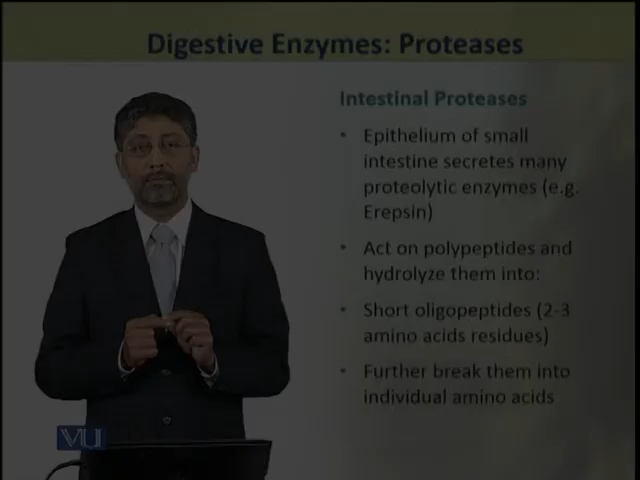 Digestive Enzymes: Proteases
Intestinal Proteases
• Epithelium of small
intestine secretes many
proteolytic enzymes (e.g.
Erepsin)
• Act on polypeptides and
hydrolyze them into:
• Short oligopeptides (2-3
amino acids residues)
• Further break them into
individual amino acids
VU